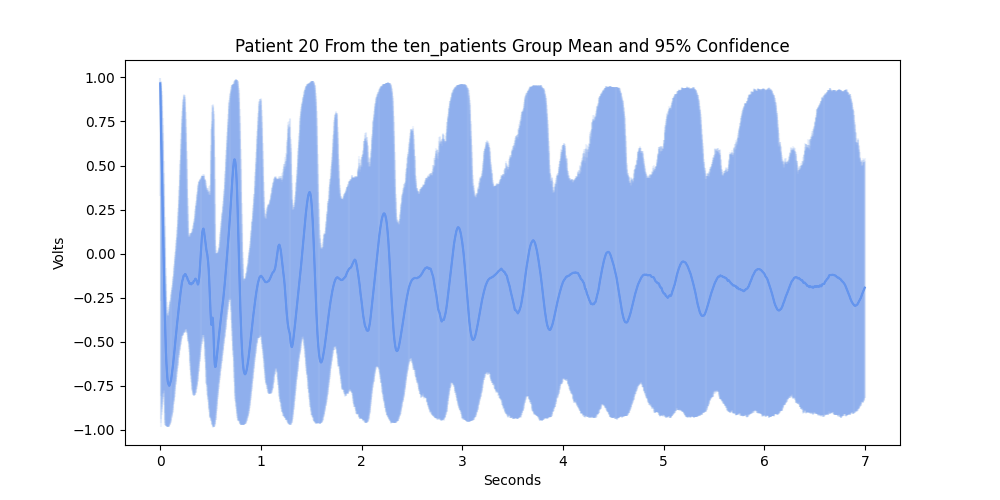 Patient 20 From the ten_patients Group Mean and 95% Confidence
1.00
0.75
0.50
0.25
0.00
−0.25
−0.50
−0.75
−1.00
Volts
0 1 2 3 4 5 6 7
Seconds